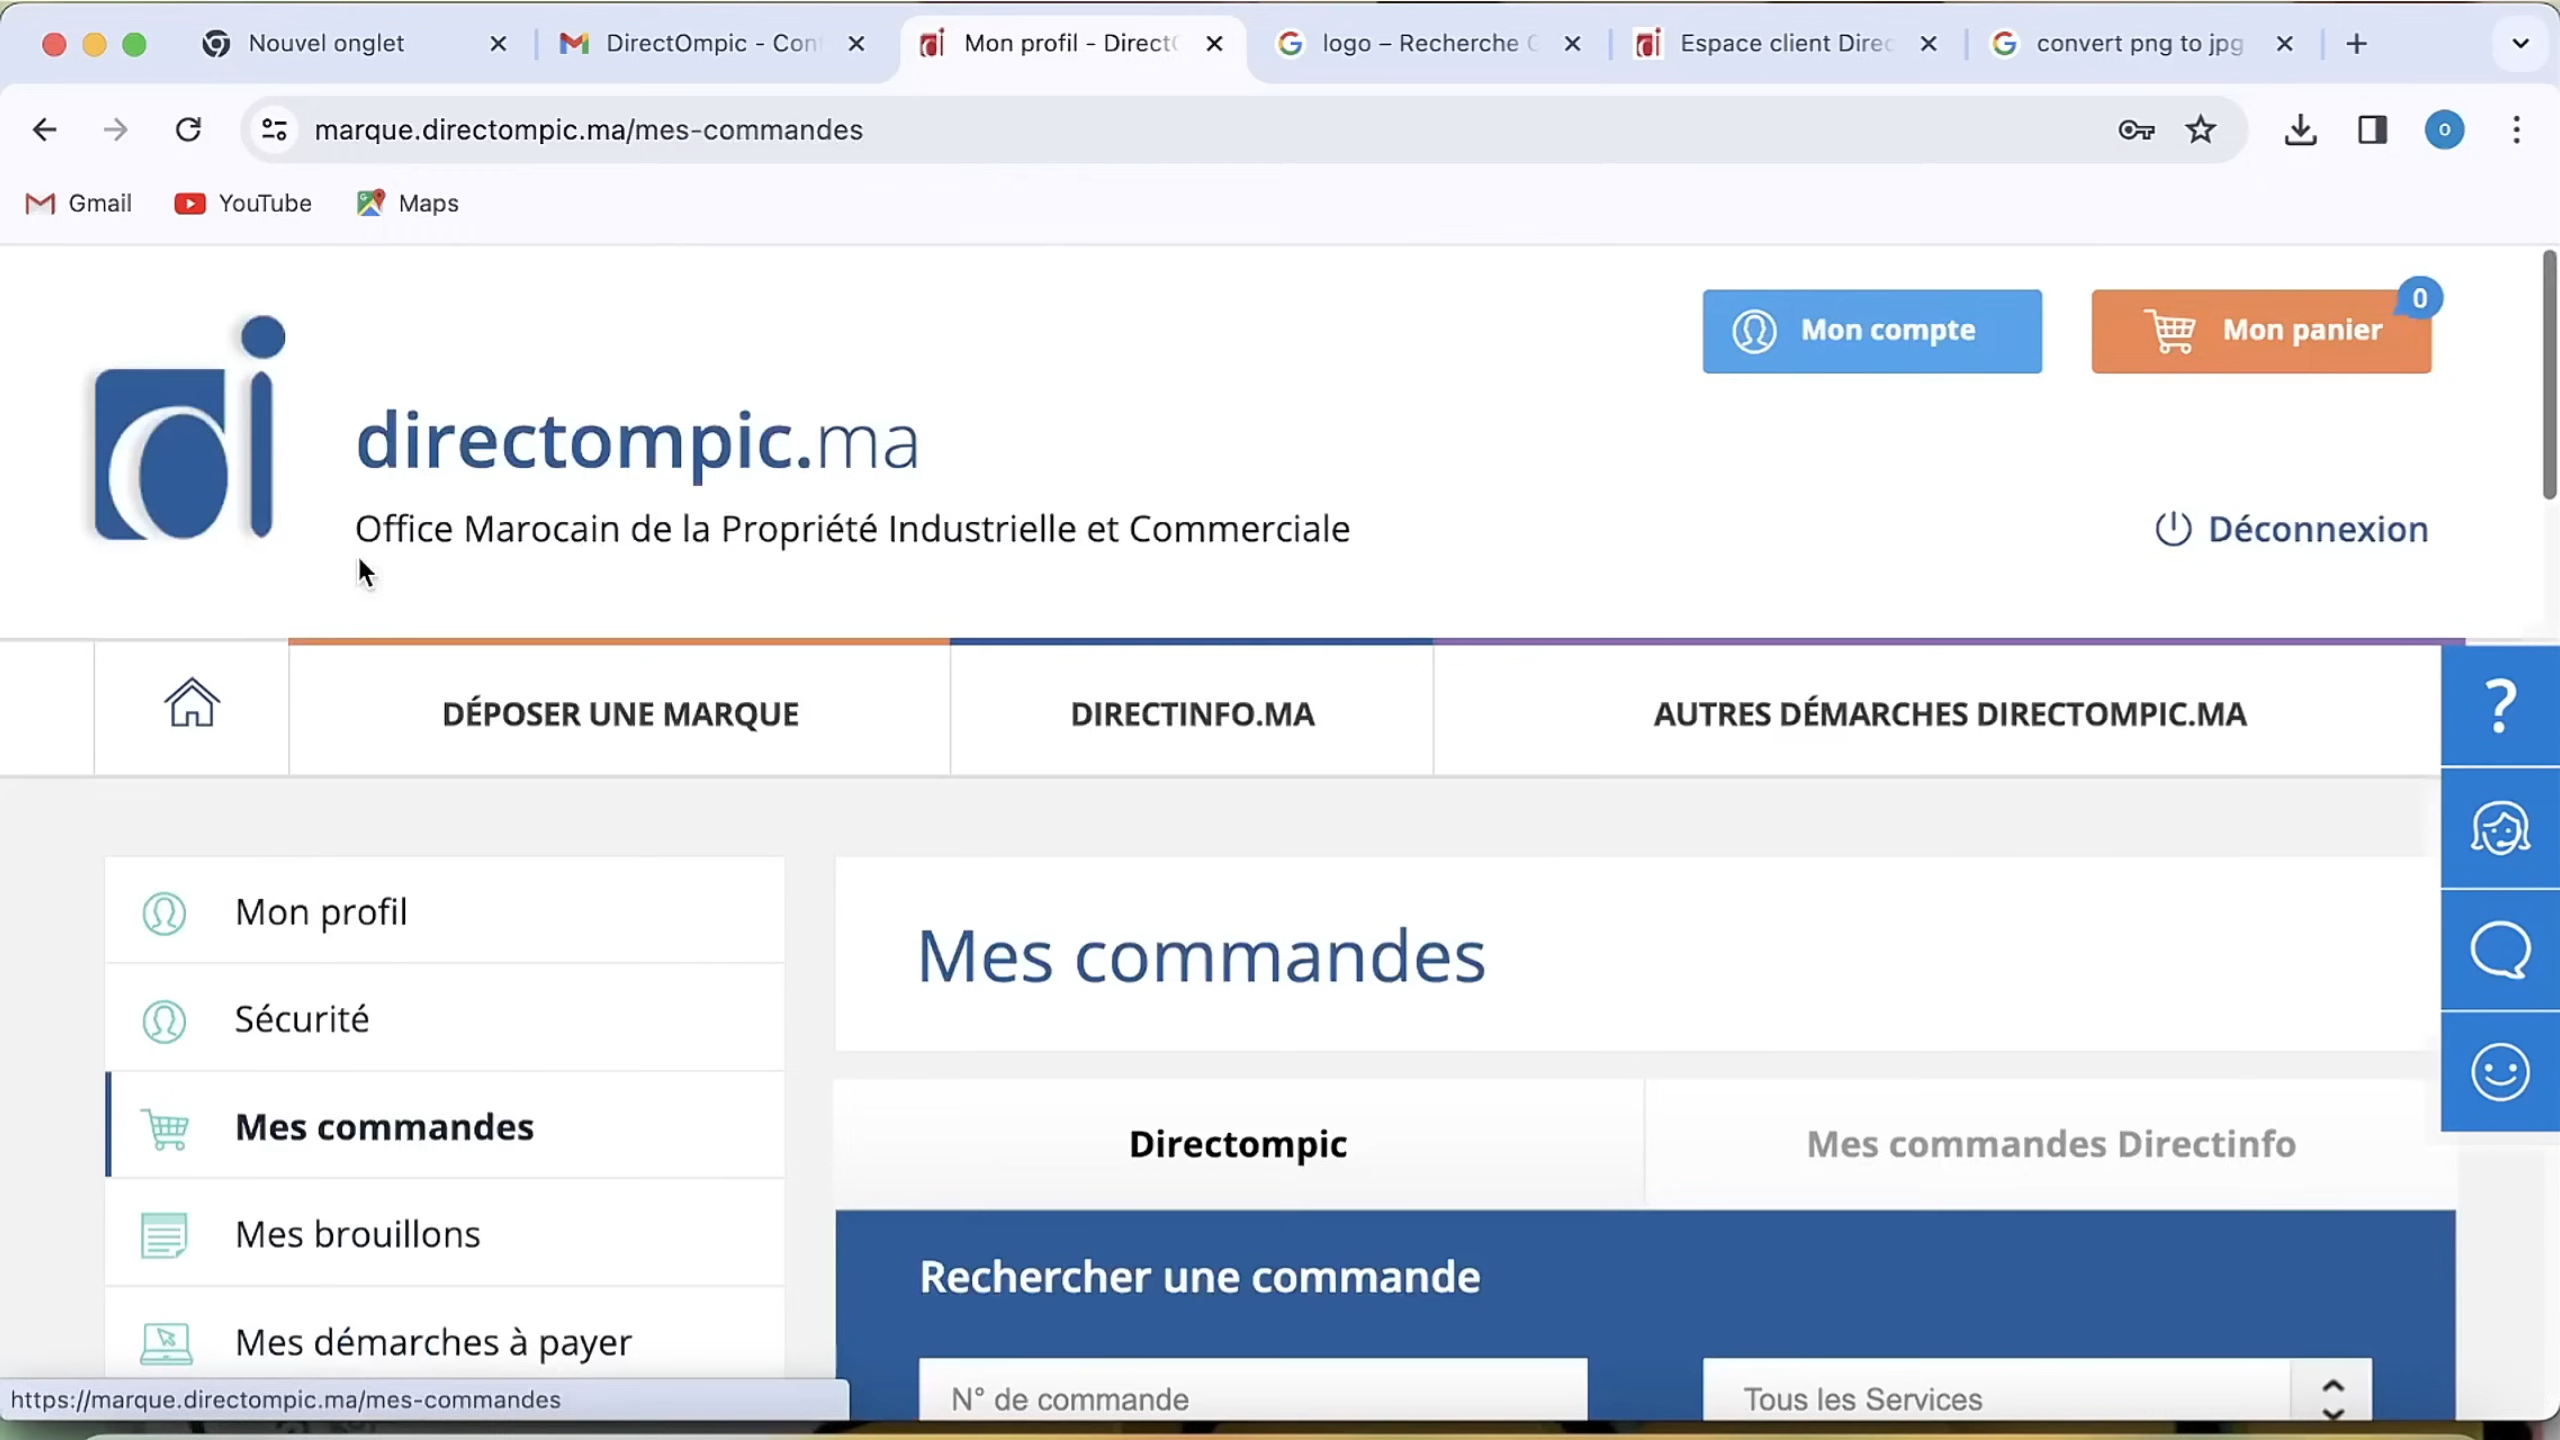 Nouvel onglet
DirectOmpic - Con
Mon profil - Direct
logo – Recherche
Espace client Direc
convert png to jpg
marque.directompic.ma/mes-commandes
o
Gmail
YouTube
Maps
0
Mon compte
Mon panier
di
directompic.ma
Office Marocain de la Propriété Industrielle et Commerciale
Déconnexion
DÉPOSER UNE MARQUE
DIRECTINFO.MA
AUTRES DÉMARCHES DIRECTOMPIC.MA
?
Mon profil
Sécurité
Mes commandes
Mes brouillons
Mes démarches à payer
Mes commandes
Directompic
Mes commandes Directinfo
Rechercher une commande
N° de commande
Tous les Services
https://marque.directompic.ma/mes-commandes